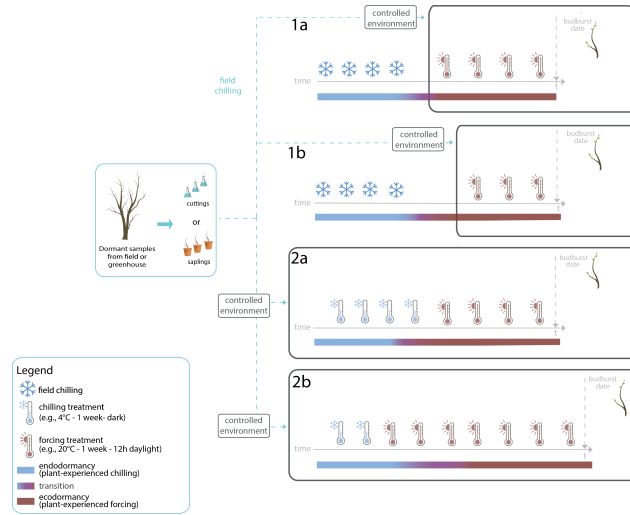 controlled
environment
1a
budburst
date
time
field
chilling
controlled
environment
1b
budburst
date
time
cuttings
or
saplings
Dormant samples
from field or
greenhouse
2a
budburst
date
controlled
environment
time
2b
budburst
date
controlled
environment
time
Legend
field chilling
chilling treatment
(e.g., 4°C - 1 week- dark)
forcing treatment
(e.g., 20°C - 1 week - 12h daylight)
endodormancy
(plant-experienced chilling)
transition
ecodormancy
(plant-experienced forcing)